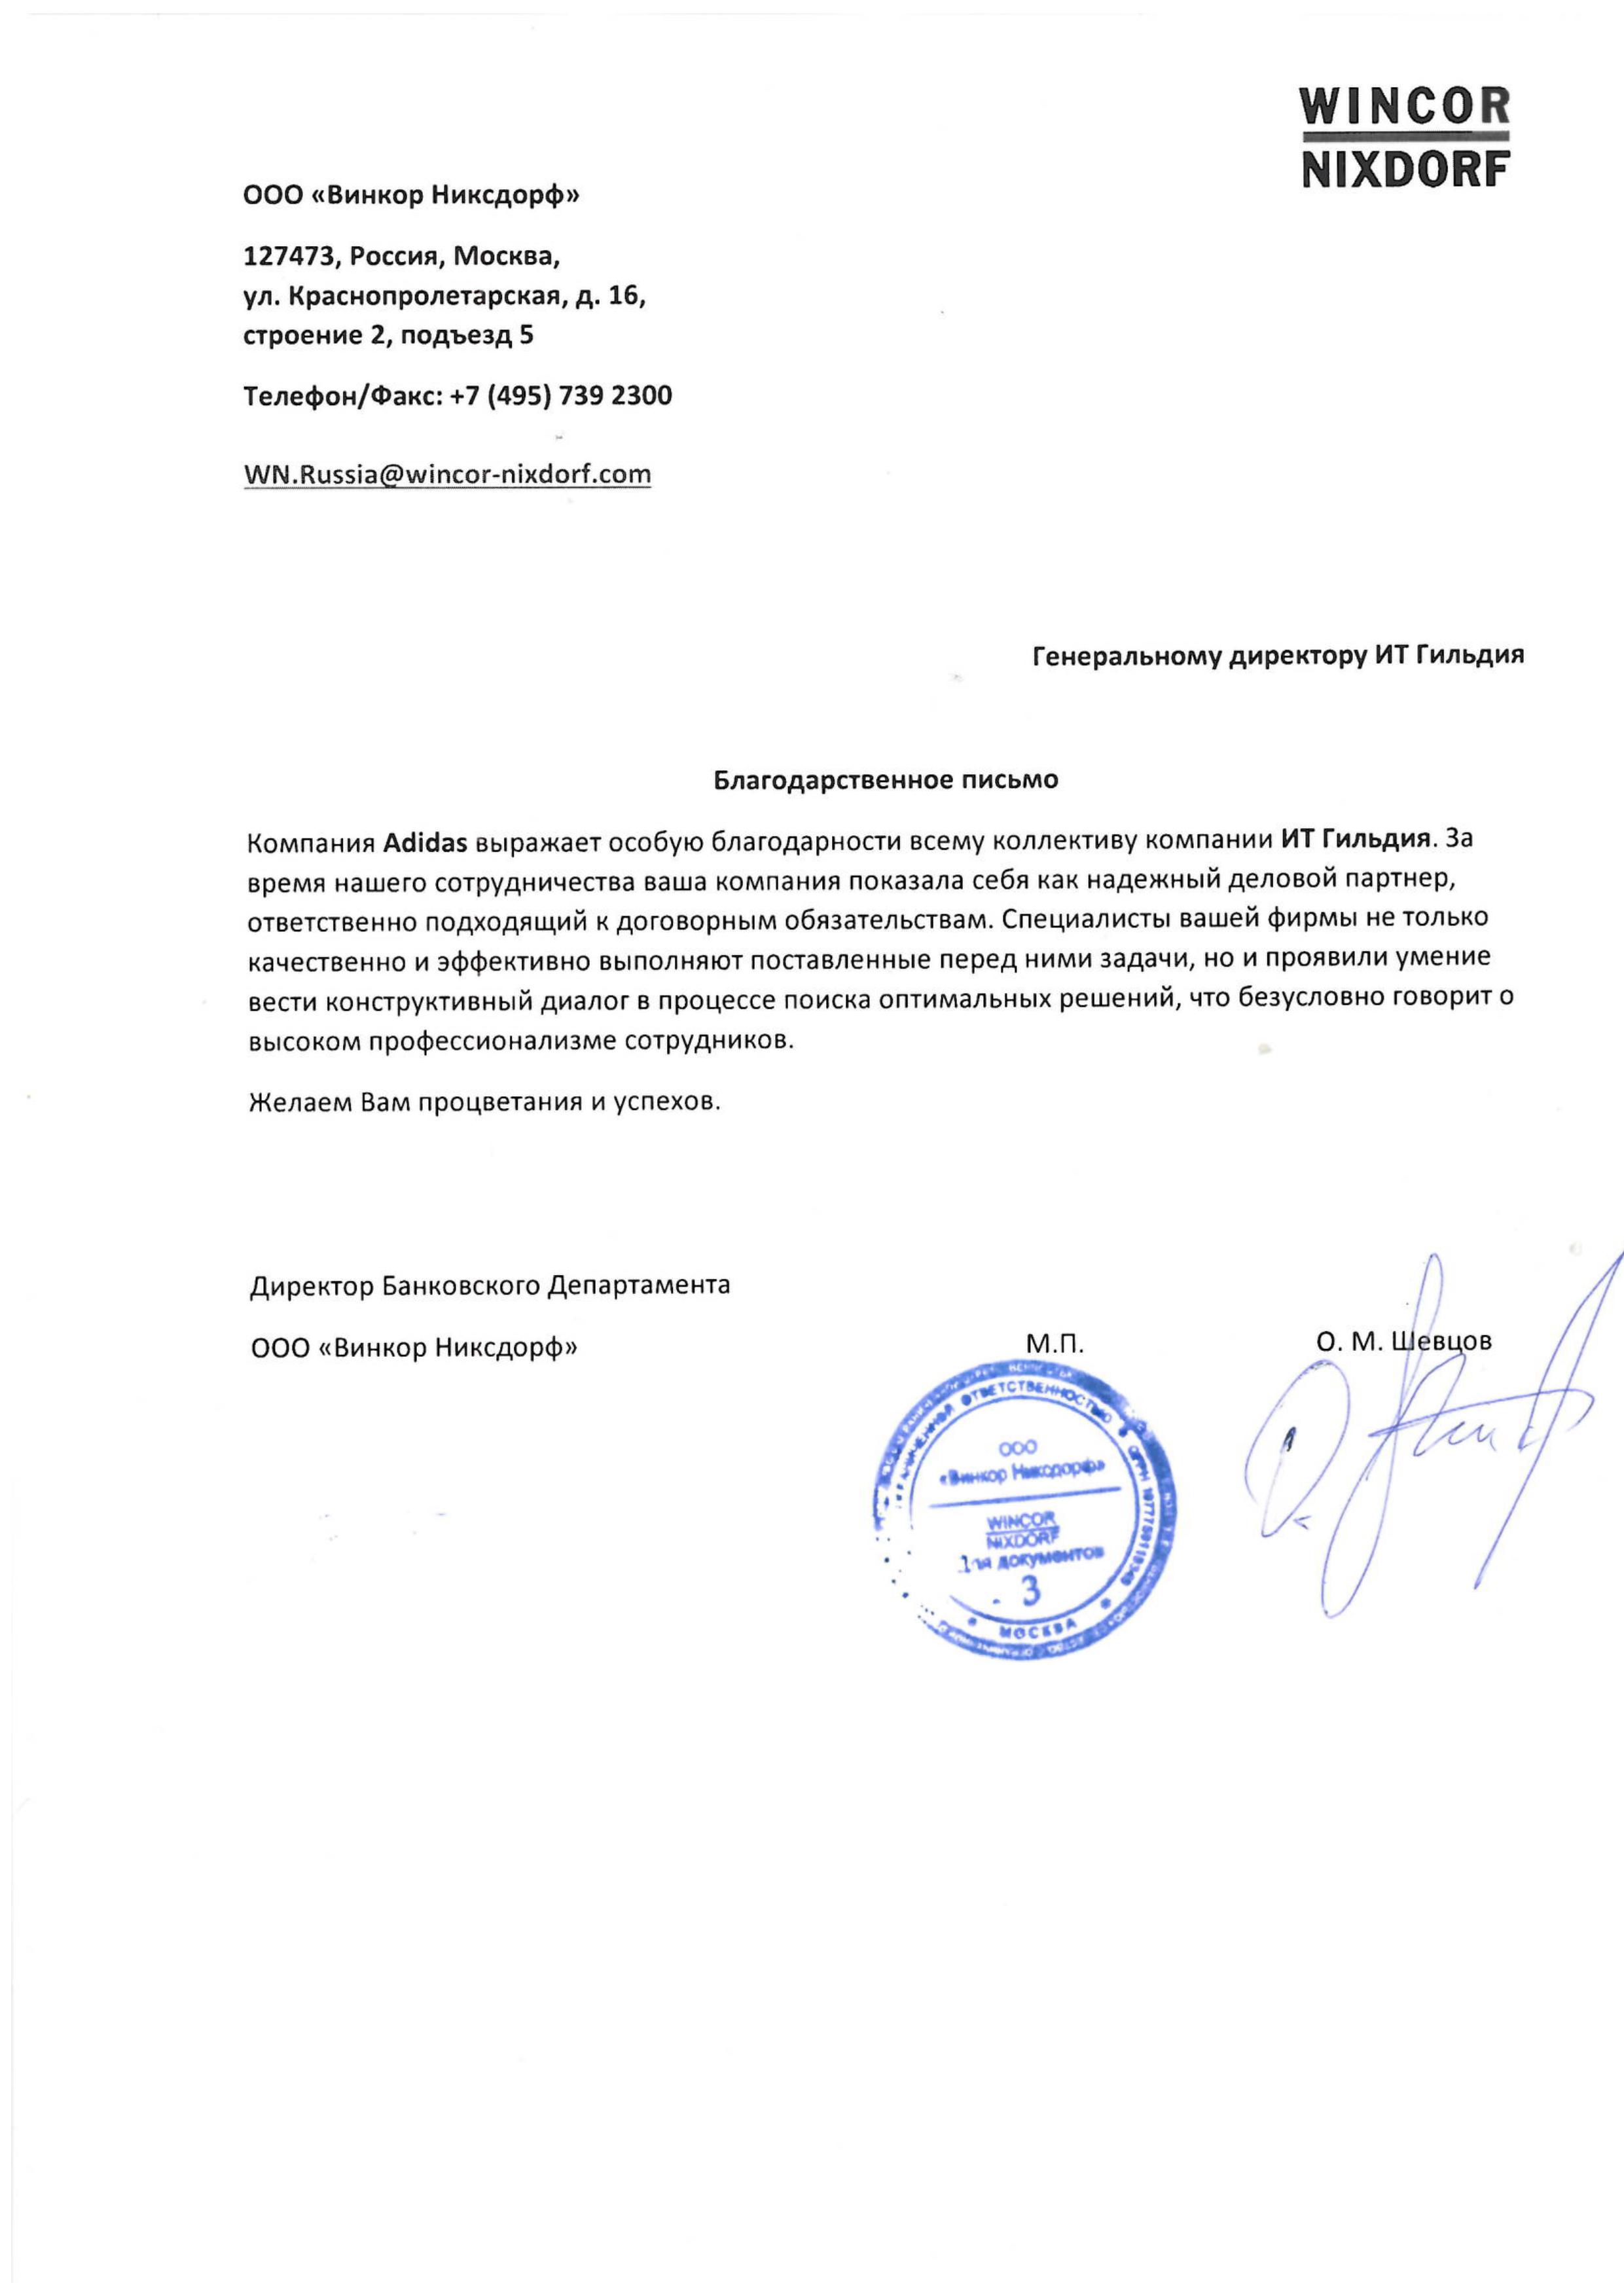 WINCOR
NIXDORF
ООО «Винкор Никсдорф»
127473, Россия, Москва,
ул. Краснопролетарская, д. 16,
строение 2, подъезд 5
Телефон/Факс: +7 (495) 739 2300
WN.Russia@wincor-nixdorf.com
Генеральному директору ИТ Гильдия
Благодарственное письмо
Компания Adidas выражает особую благодарности всему коллективу компании ИТ Гильдия. За
время нашего сотрудничества ваша компания показала себя как надежный деловой партнер,
ответственно подходящий к договорным обязательствам. Специалисты вашей фирмы не только
качественно и эффективно выполняют поставленные перед ними задачи, но и проявили умение
вести конструктивный диалог в процессе поиска оптимальных решений, что безусловно говорит о
высоком профессионализме сотрудников.
Желаем Вам процветания и успехов.
Директор Банковского Департамента
ООО «Винкор Никсдорф»
М.П.
О. М. Шевцов
ОТВЕТСТВЕННОСТЬЮ
ООО
«Винкор Никсдорф»
WINCOR
NIXDORF
документов
3
МОСКВА